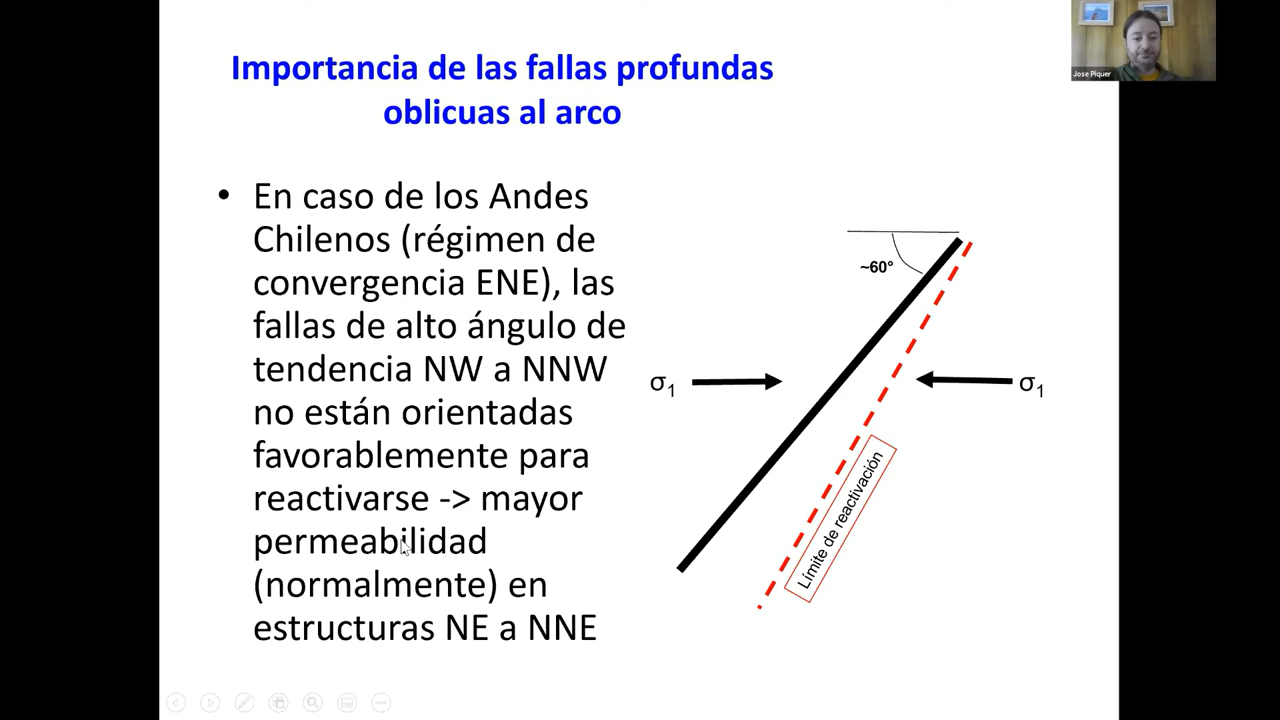 Importancia de las fallas profundas
oblicuas al arco
• En caso de los Andes
Chilenos (régimen de
convergencia ENE), las
fallas de alto ángulo de
tendencia NW a NNW
no están orientadas
favorablemente para
reactivarse -> mayor
permeabilidad
(normalmente) en
estructuras NE a NNE
~60°
σ1
σ1
Límite de reactivación
Jose Piquer